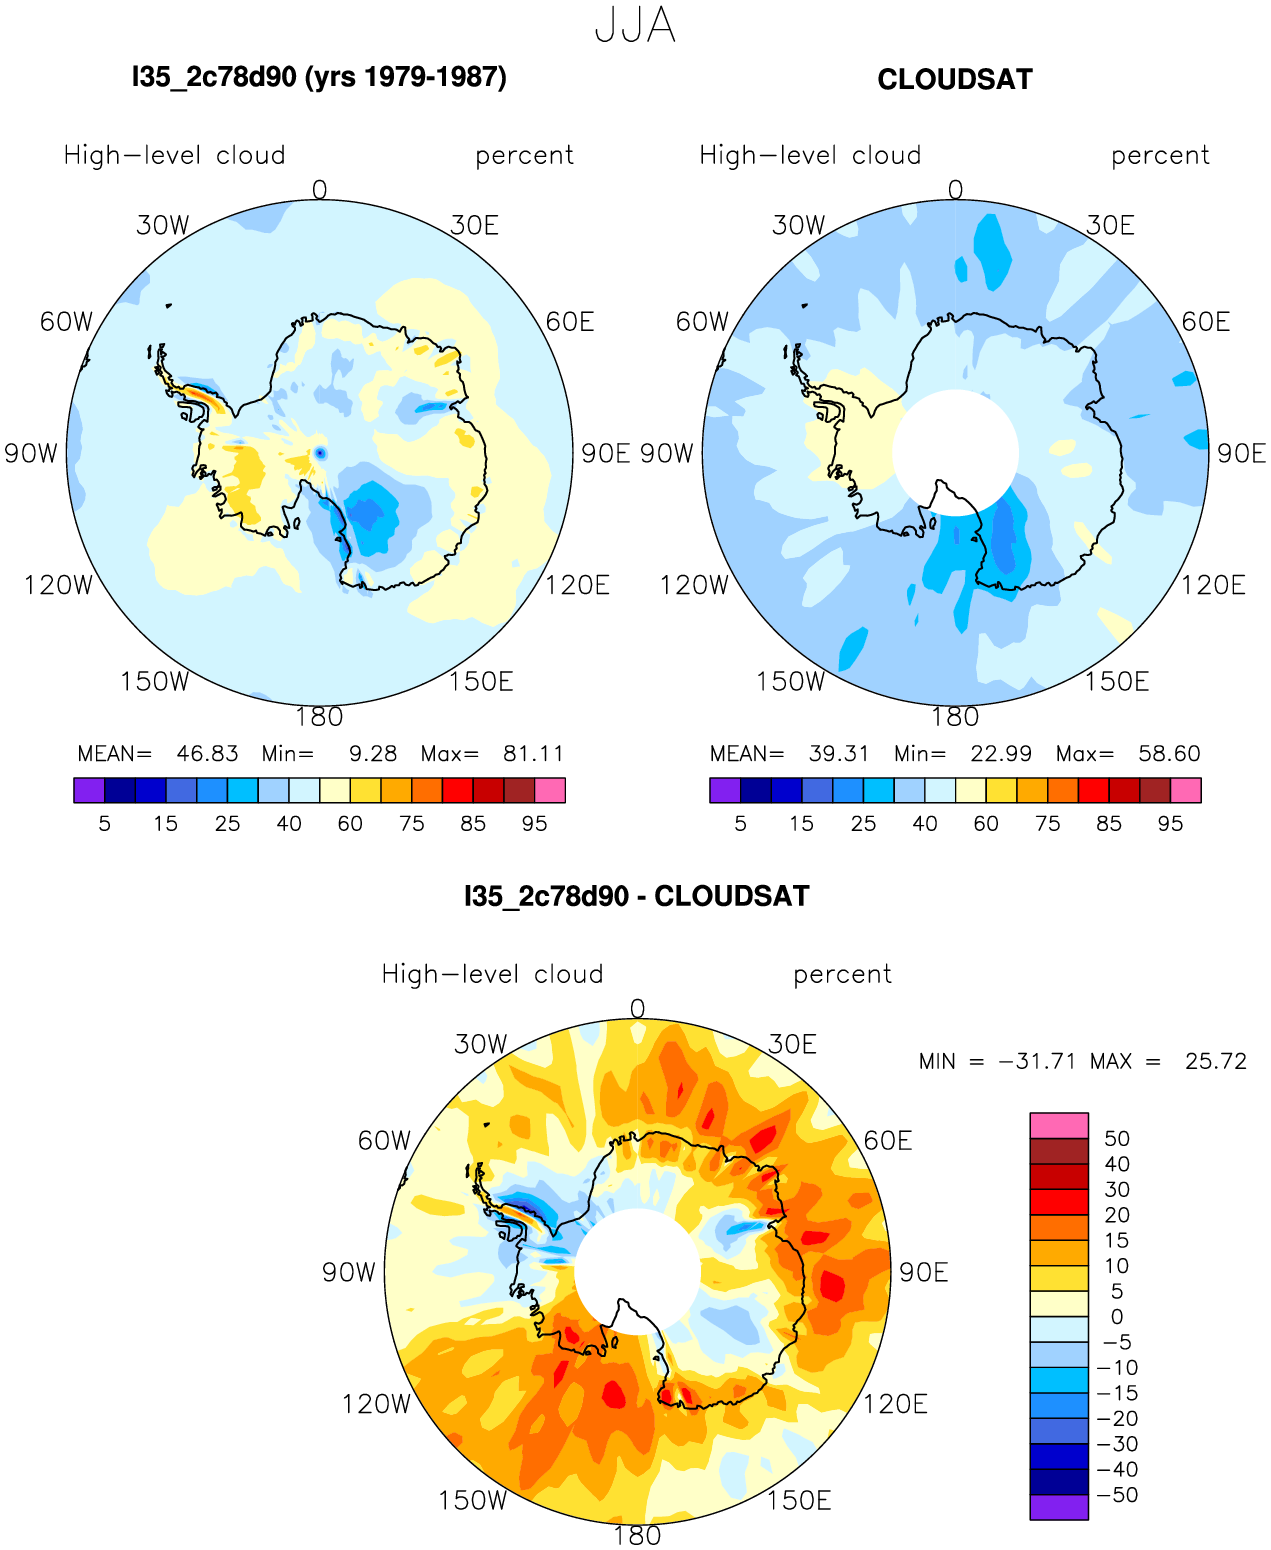 JJA
I35_2c78d90 (yrs 1979-1987)
CLOUDSAT
High-level cloud percent
High-level cloud percent
0
30W 30E
60W 60E
90W 90E
120W 120E
150W 150E
180
0
30W 30E
60W 60E
90W 90E
120W 120E
150W 150E
180
MEAN= 46.83 Min= 9.28 Max= 81.11
5 15 25 40 60 75 85 95
MEAN= 39.31 Min= 22.99 Max= 58.60
5 15 25 40 60 75 85 95
I35_2c78d90 - CLOUDSAT
High-level cloud percent
0
30W 30E
60W 60E
90W 90E
120W 120E
150W 150E
180
MIN = -31.71 MAX = 25.72
50
40
30
20
15
10
5
0
-5
-10
-15
-20
-30
-40
-50